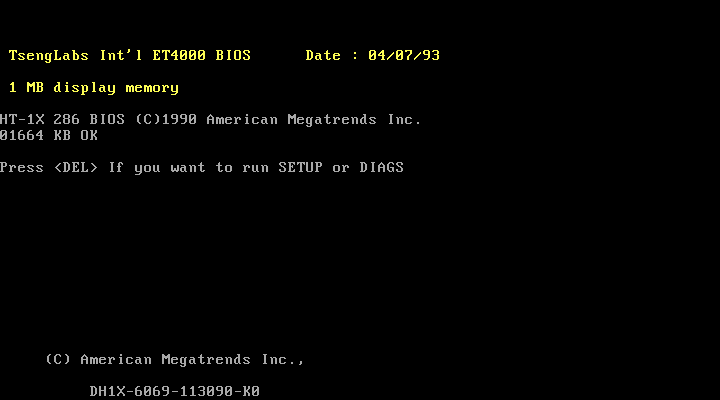 TsengLabs Int'l ET4000 BIOS      Date : 04/07/93
1 MB display memory
HT-1X 286 BIOS (C)1990 American Megatrends Inc.
01664 KB OK
Press <DEL> If you want to run SETUP or DIAGS
(C) American Megatrends Inc.,
DH1X-6069-113090-K0